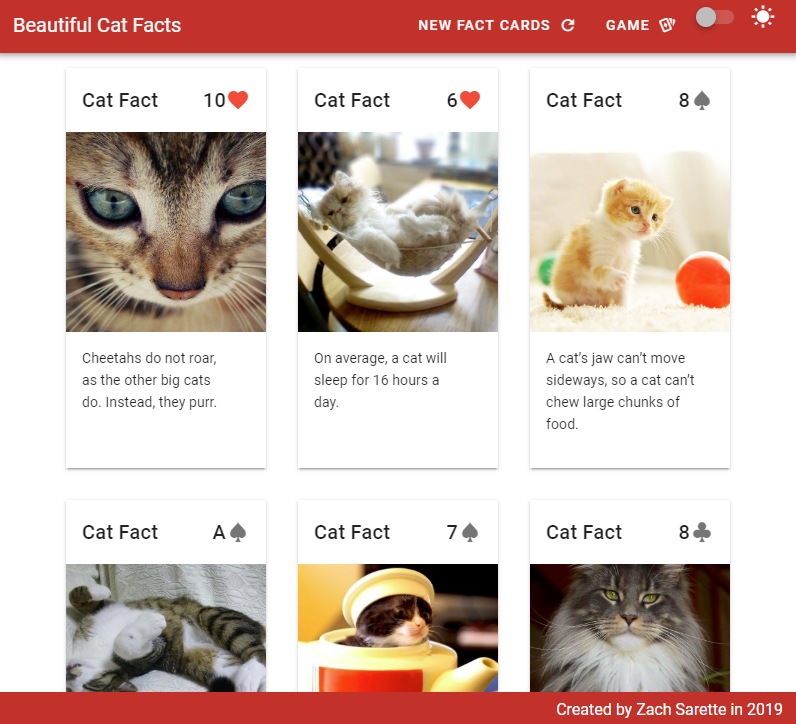 Beautiful Cat Facts NEW FACT CARDS GAME
Cat Fact 10
Cat Fact 6
Cat Fact 8
Cheetahs do not roar,
as the other big cats
do. Instead, they purr.
On average, a cat will
sleep for 16 hours a
day.
A cat’s jaw can’t move
sideways, so a cat can’t
chew large chunks of
food.
Cat Fact A
Cat Fact 7
Cat Fact 8
Created by Zach Sarette in 2019